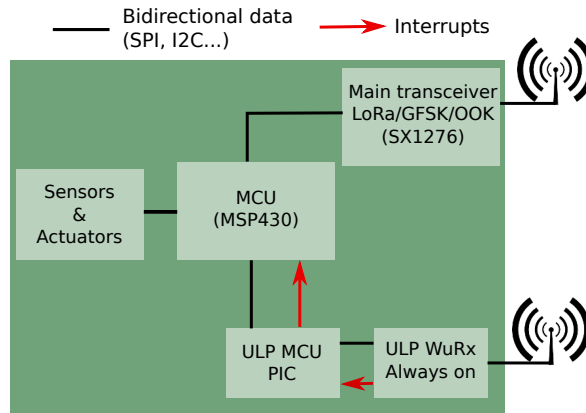 Bidirectional data
(SPI, I2C...)
Interrupts
Main transceiver
LoRa/GFSK/OOK
(SX1276)
MCU
(MSP430)
Sensors
&
Actuators
ULP MCU
PIC
ULP WuRx
Always on